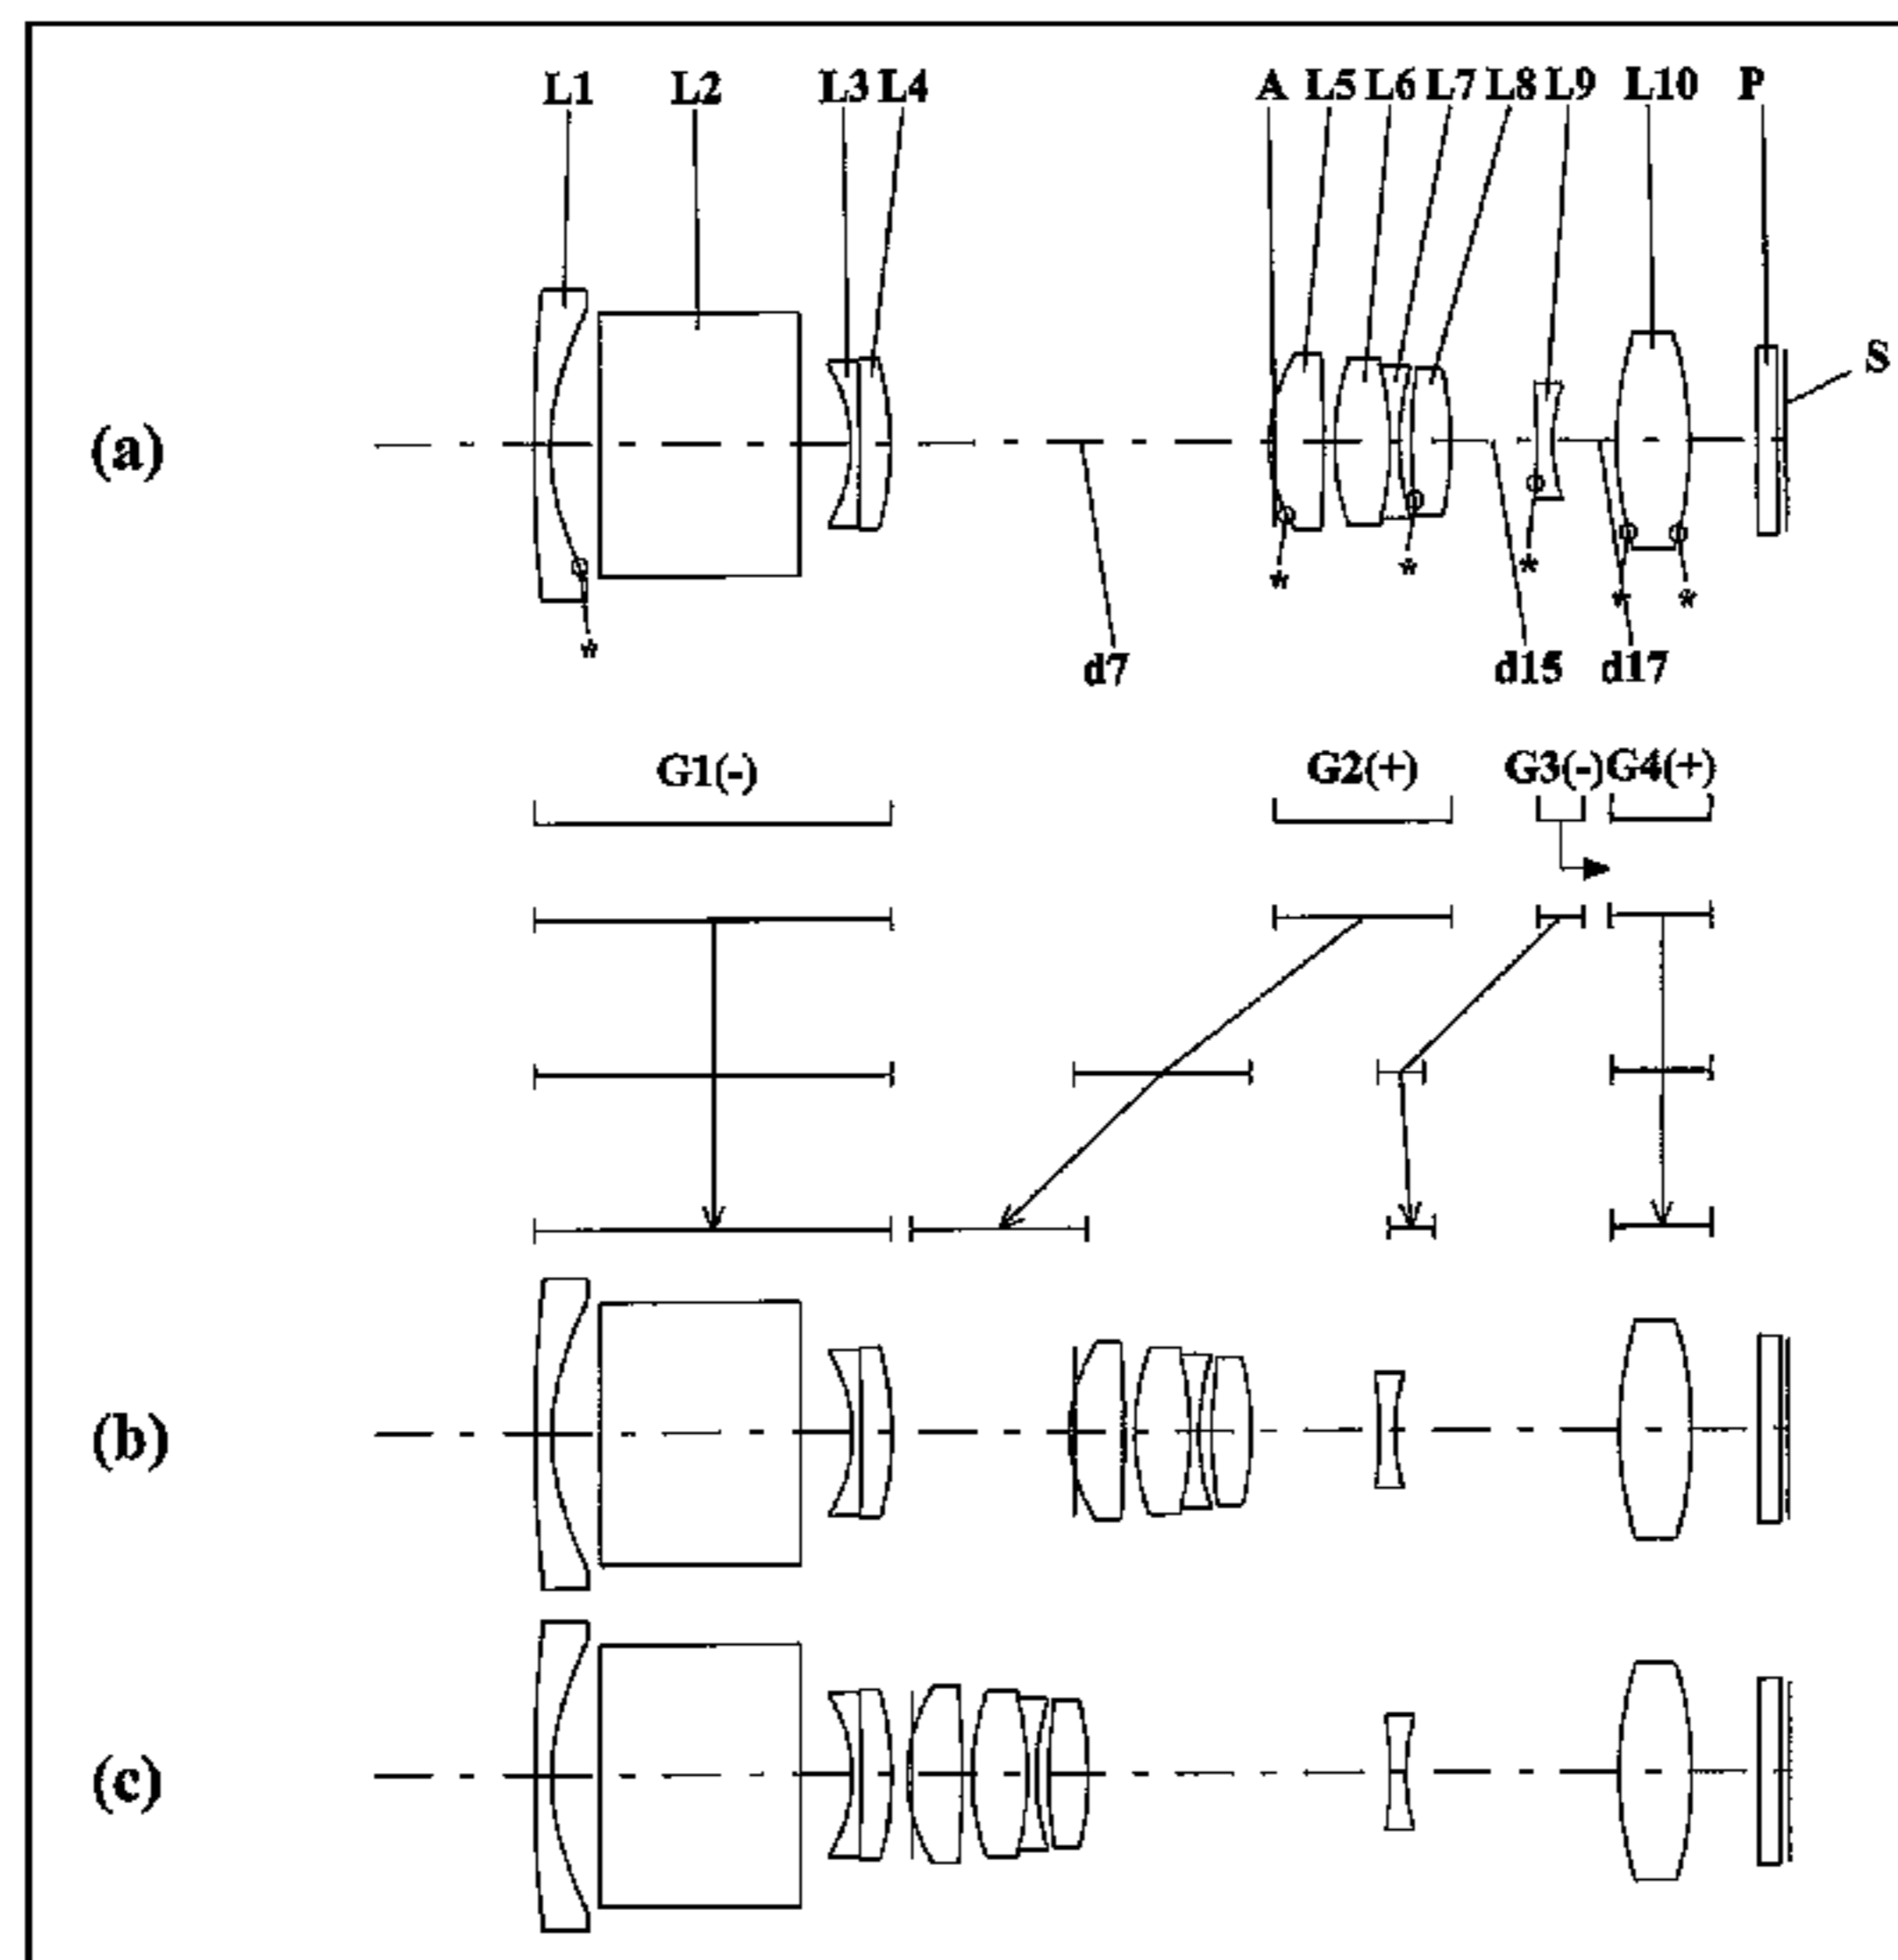 L1 L2 L3 L4 A L5 L6 L7 L8 L9 L10 P
S
(a)
* * * * * *
d7 d15 d17
G1(-) G2(+) G3(-) G4(+)
(b)
(c)